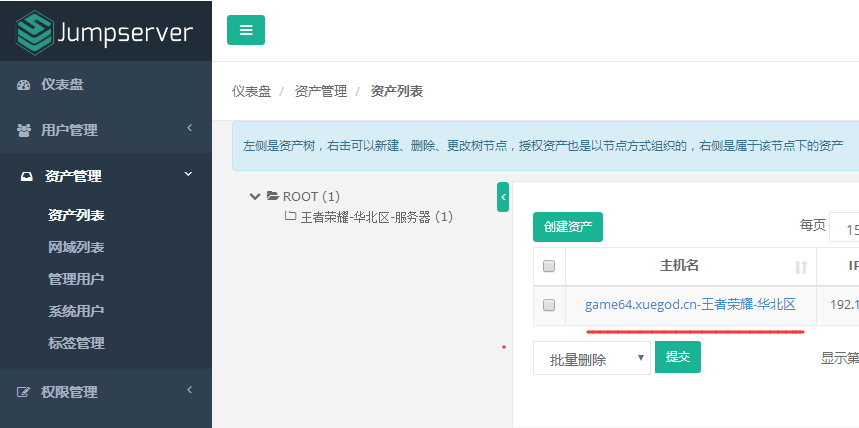 Jumpserver
仪表盘
用户管理
资产管理
资产列表
网域列表
管理用户
系统用户
标签管理
权限管理
仪表盘 / 资产管理 / 资产列表
左侧是资产树，右击可以新建、删除、更改树节点，授权资产也是以节点方式组织的，右侧是属于该节点下的资产
ROOT (1)
王者荣耀-华北区-服务器 (1)
创建资产 每页 15
主机名 IP
game64.xuegod.cn-王者荣耀-华北区 192.1
批量删除 提交 显示第